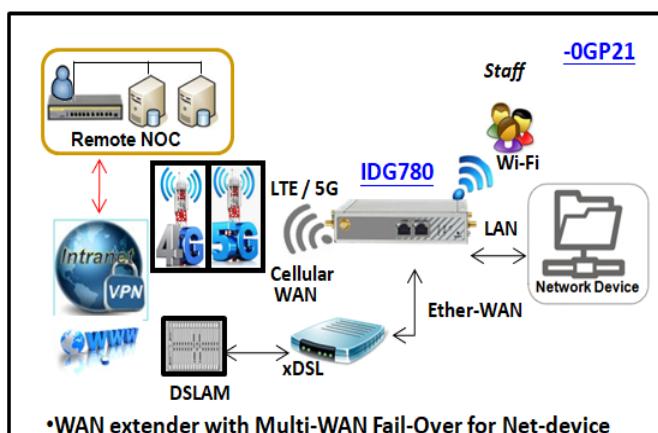 -0GP21
Staff
Remote NOC
IDG780
Wi-Fi
LTE / 5G
4G
5G
LAN
Intranet
VPN
Cellular
WAN
Network Device
Ether-WAN
WWW
xDSL
DSLAM
•WAN extender with Multi-WAN Fail-Over for Net-device